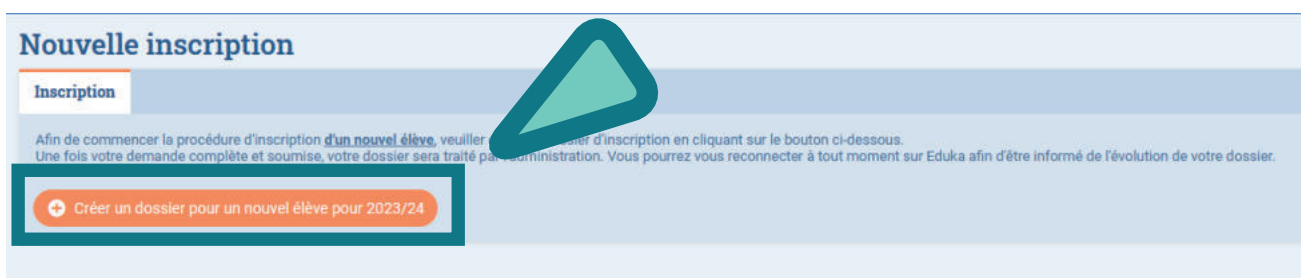 Nouvelle inscription
Inscription
Afin de commencer la procédure d'inscription d'un nouvel élève, veuiller d'inscription en cliquant sur le bouton ci-dessous.
Une fois votre demande complète et soumise, votre dossier sera traité par l'administration. Vous pourrez vous reconnecter à tout moment sur Eduka afin d'être informé de l'évolution de votre dossier.
Créer un dossier pour un nouvel élève pour 2023/24